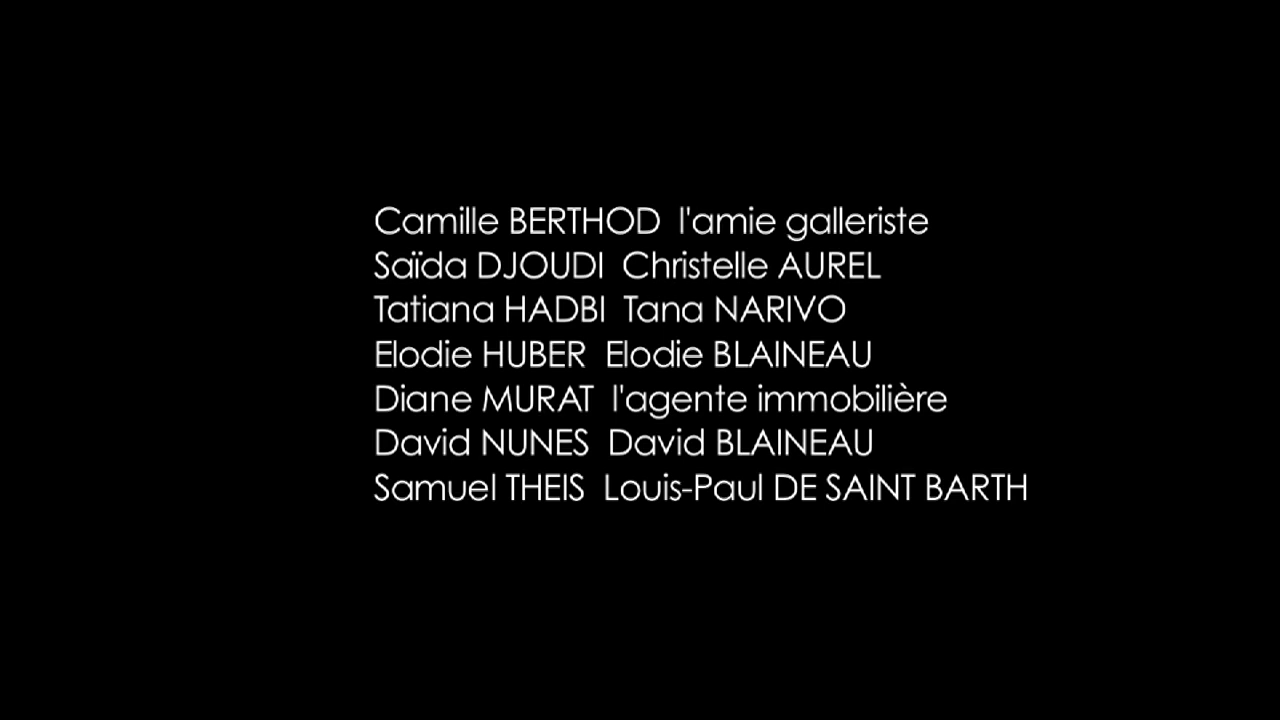 Camille BERTHOD l'amie galleriste
Saïda DJOUDI Christelle AUREL
Tatiana HADBI Tana NARIVO
Elodie HUBER Elodie BLAINEAU
Diane MURAT l'agente immobilière
David NUNES David BLAINEAU
Samuel THEIS Louis-Paul DE SAINT BARTH